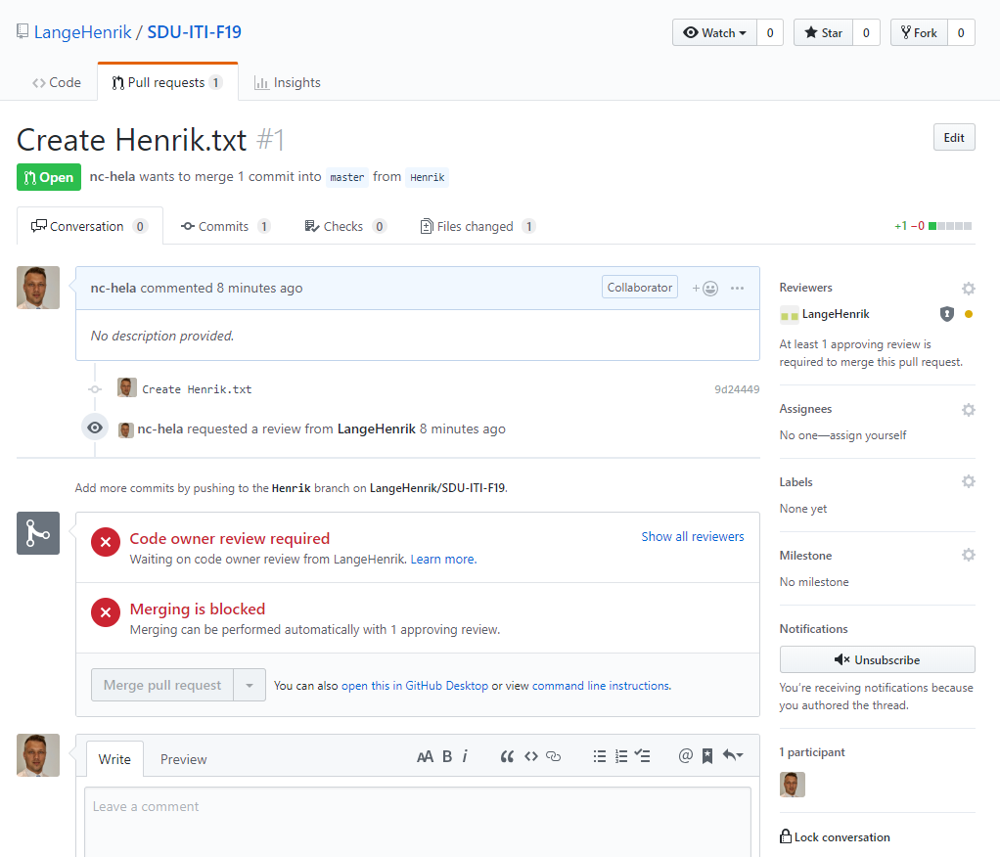 LangeHenrik / SDU-ITI-F19
Watch 0 Star 0 Fork 0
Code Pull requests 1 Insights
Create Henrik.txt #1
Edit
Open nc-hela wants to merge 1 commit into master from Henrik
Conversation 0 Commits 1 Checks 0 Files changed 1 +1 −0
nc-hela commented 8 minutes ago Collaborator
No description provided.
Create Henrik.txt 9d24449
nc-hela requested a review from LangeHenrik 8 minutes ago
Add more commits by pushing to the Henrik branch on LangeHenrik/SDU-ITI-F19.
Code owner review required
Show all reviewers
Waiting on code owner review from LangeHenrik. Learn more.
Merging is blocked
Merging can be performed automatically with 1 approving review.
Merge pull request You can also open this in GitHub Desktop or view command line instructions.
Write Preview
AA B i
Leave a comment
Reviewers
LangeHenrik
At least 1 approving review is
required to merge this pull request.
Assignees
No one—assign yourself
Labels
None yet
Milestone
No milestone
Notifications
Unsubscribe
You're receiving notifications because
you authored the thread.
1 participant
Lock conversation